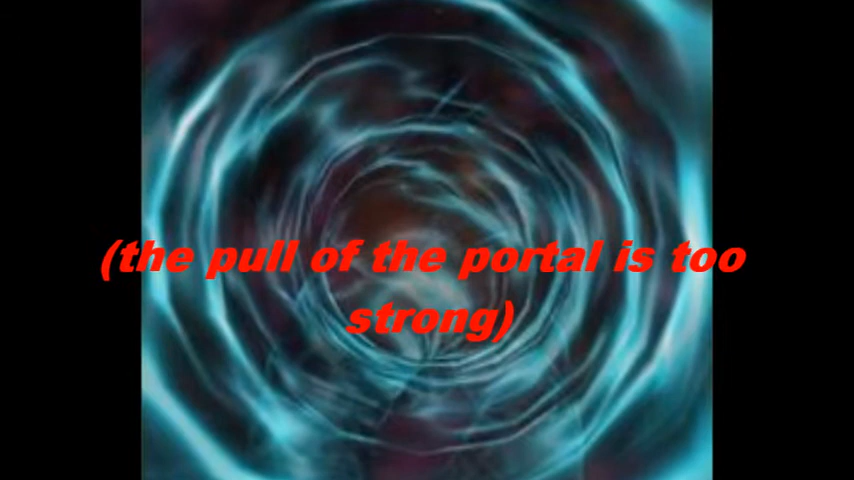 (the pull of the portal is too
strong)